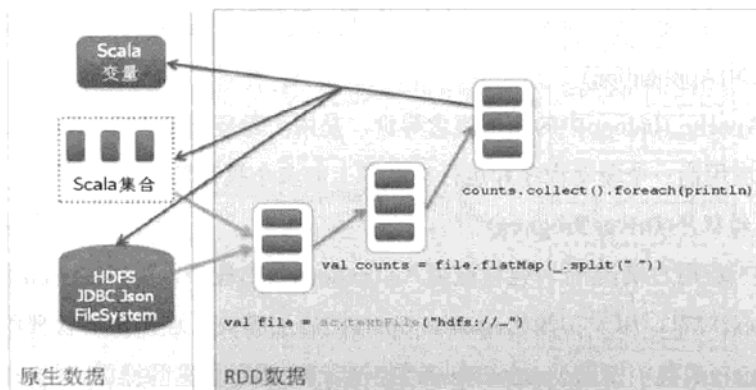 Scala
变量
Scala集合
HDFS
JDBC Json
FileSystem
原生数据
counts.collect().foreach(println)
val counts = file.flatMap(_.split(" "))
val file = sc.textFile("hdfs://…")
RDD数据